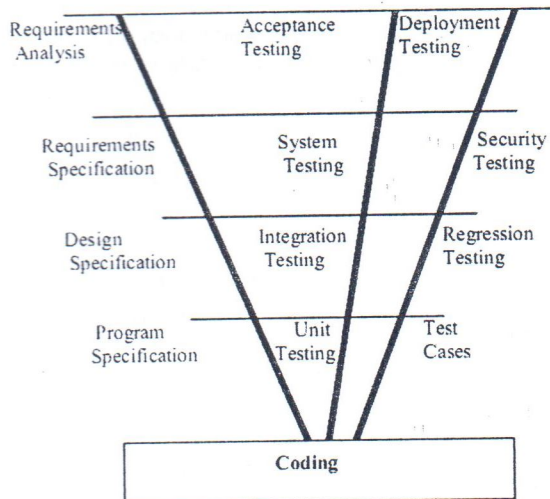 Requirements Analysis
Acceptance Testing
Deployment Testing
Requirements Specification
System Testing
Security Testing
Design Specification
Integration Testing
Regression Testing
Program Specification
Unit Testing
Test Cases
Coding